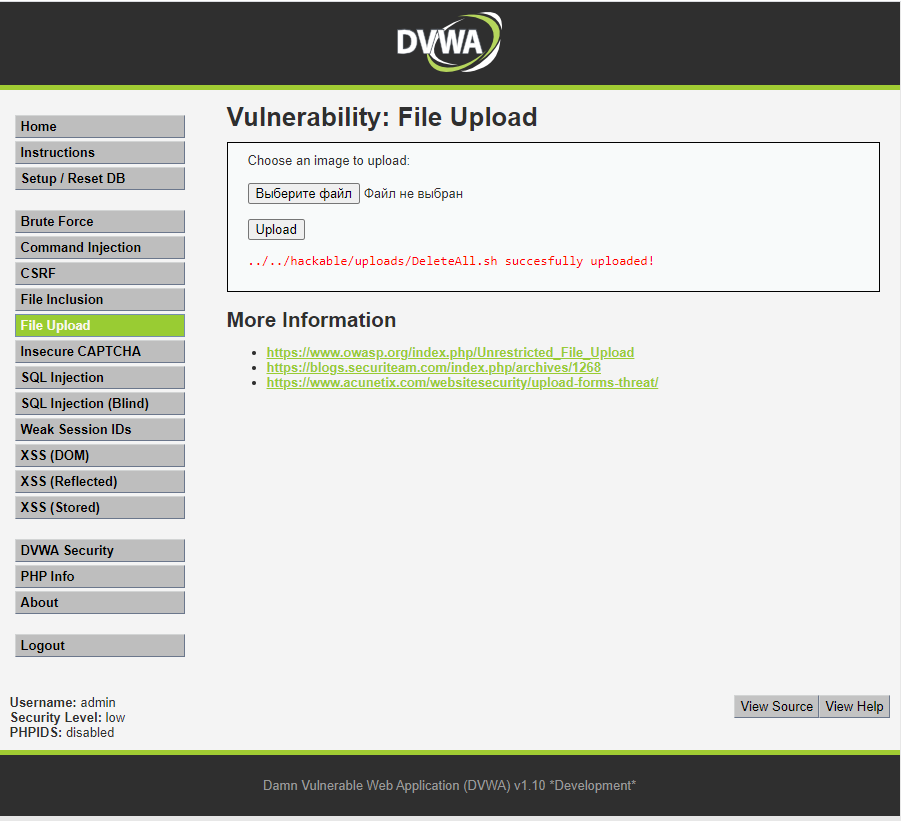 DVWA
Vulnerability: File Upload
Home
Instructions
Setup / Reset DB
Brute Force
Command Injection
CSRF
File Inclusion
File Upload
Insecure CAPTCHA
SQL Injection
SQL Injection (Blind)
Weak Session IDs
XSS (DOM)
XSS (Reflected)
XSS (Stored)
DVWA Security
PHP Info
About
Logout
Choose an image to upload:
Выберите файл Файл не выбран
Upload
../../hackable/uploads/DeleteAll.sh succesfully uploaded!
More Information
https://www.owasp.org/index.php/Unrestricted_File_Upload
https://blogs.securiteam.com/index.php/archives/1268
https://www.acunetix.com/websitesecurity/upload-forms-threat/
Username: admin
Security Level: low
PHPIDS: disabled
View Source View Help
Damn Vulnerable Web Application (DVWA) v1.10 *Development*